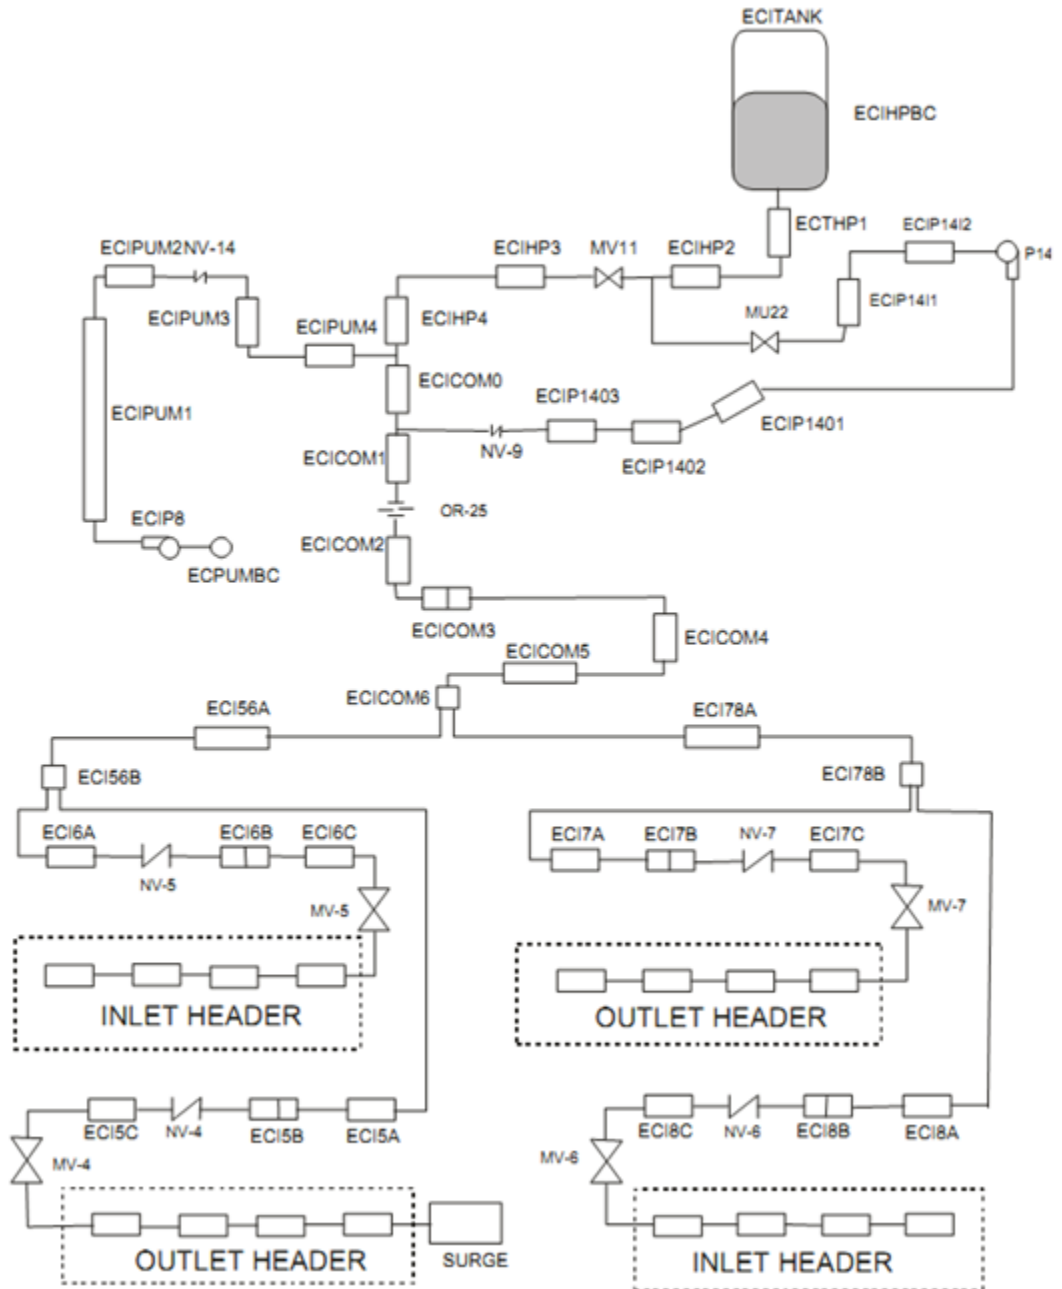 ECITANK
ECIHPBC
ECTHP1
ECIP14I2
P14
ECIPUM2NV-14
ECIHP3
MV11
ECIHP2
ECIP14I1
ECIPUM3
ECIPUM4
ECIHP4
MU22
ECICOM0
ECIP1403
ECIP1401
ECIPUM1
ECICOM1
NV-9
ECIP1402
ECIP8
OR-25
ECICOM2
ECPUMBC
ECICOM3
ECICOM4
ECICOM5
ECICOM6
ECI56A
ECI78A
ECI56B
ECI78B
ECI6A
ECI6B
ECI6C
ECI7A
ECI7B
NV-7
ECI7C
NV-5
MV-5
MV-7
INLET HEADER
OUTLET HEADER
ECI5C
NV-4
ECI5B
ECI5A
ECI8C
NV-6
ECI8B
ECI8A
MV-4
MV-6
OUTLET HEADER
SURGE
INLET HEADER